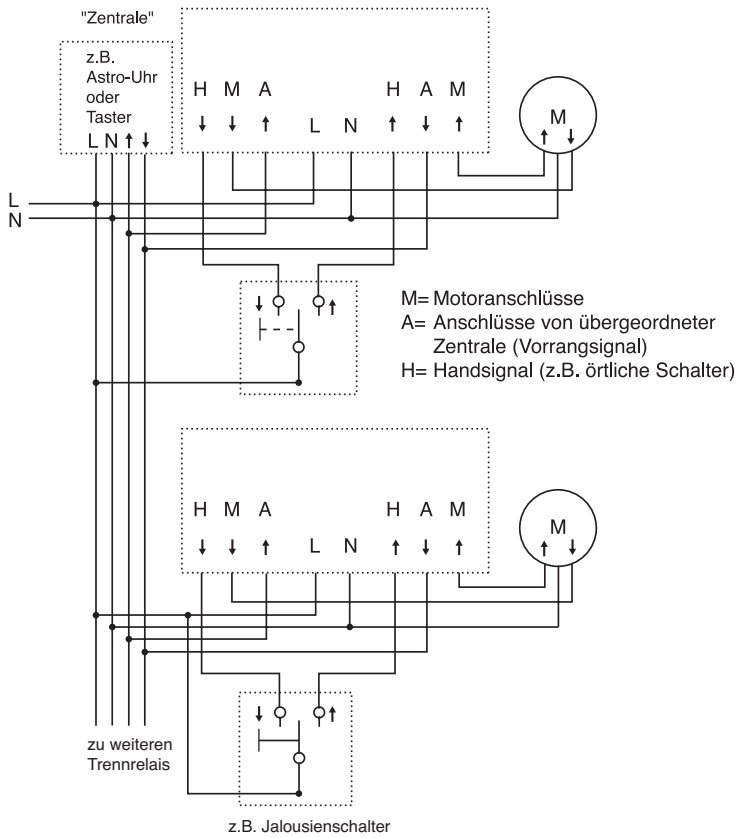 "Zentrale"
z.B.
Astro-Uhr
oder
Taster
L N ↑ ↓
H M A H A M
↓ ↓ ↑ L N ↑ ↓ ↑
M
↑ ↓
L
N
↓ ↑
M= Motoranschlüsse
A= Anschlüsse von übergeordneter
Zentrale (Vorrangsignal)
H= Handsignal (z.B. örtliche Schalter)
H M A H A M
↓ ↓ ↑ L N ↑ ↓ ↑
M
↑ ↓
↓ ↑
zu weiteren
Trennrelais
z.B. Jalousienschalter